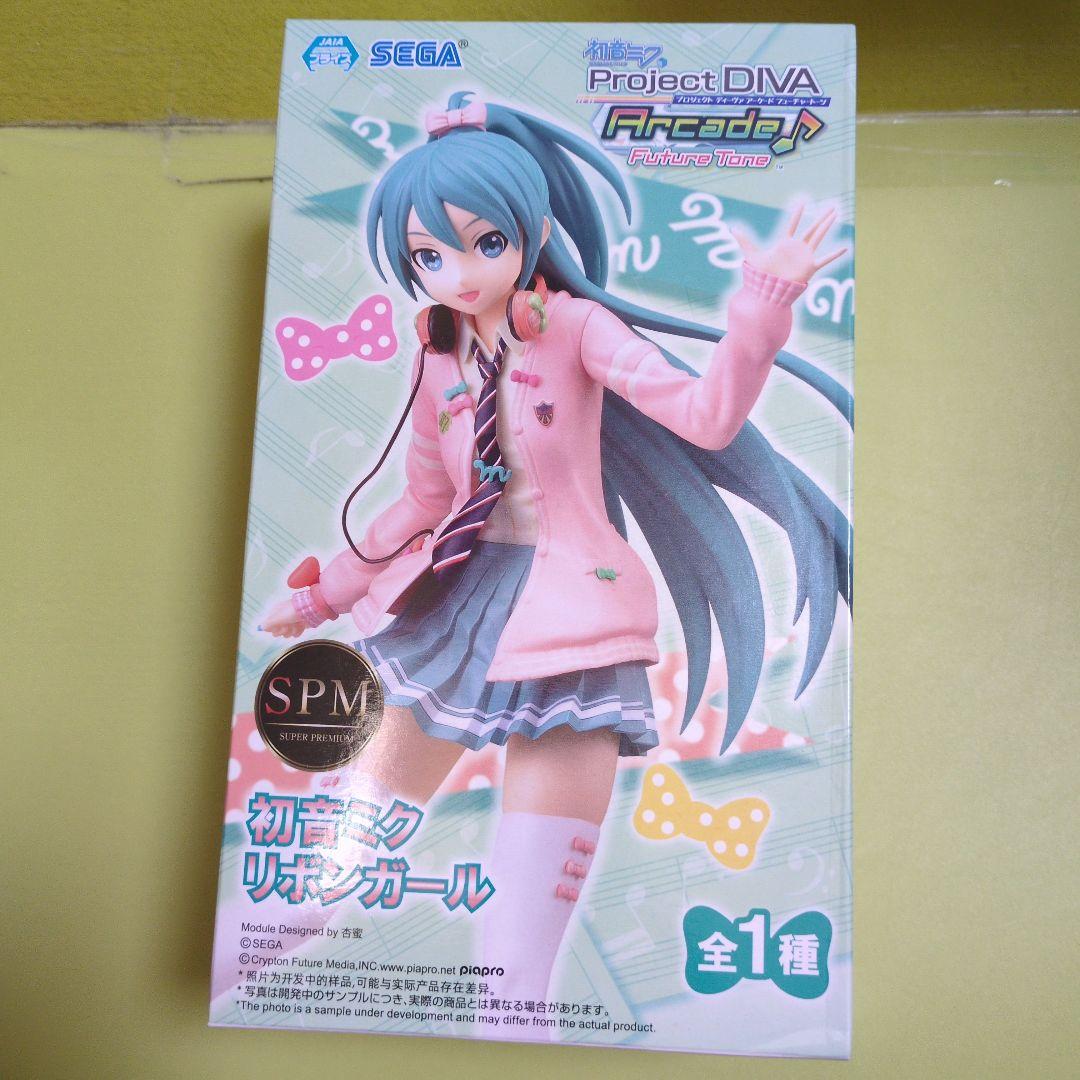 JAIA
プライズ
SEGA®
初音ミク
Project DIVA
プロジェクト ディーヴァ アーケード フューチャートーン
Arcade♪
Future Tone™
SPM
SUPER PREMIUM
初音ミク
リボンガール
全1種
Module Designed by 杏蜜
©SEGA
©Crypton Future Media,INC.www.piapro.net piapro
* 照片为开发中的样品,可能与实际产品存在差异。
* 写真は開発中のサンプルにつき、実際の商品とは異なる場合があります。
*The photo is a sample under development and may differ from the actual product.